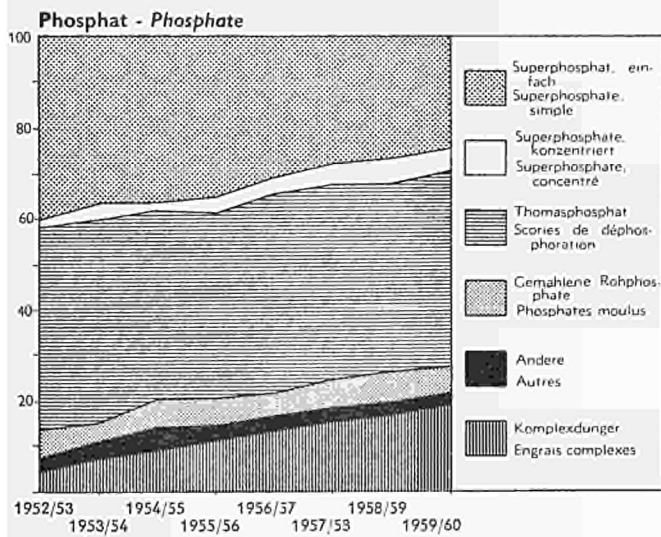 Phosphat - Phosphate
100
80
60
40
20
1952/53
1953/54
1954/55
1955/56
1956/57
1957/53
1958/59
1959/60
Superphosphat, ein-
fach
Superphosphate,
simple
Superphosphate,
konzentriert
Superphosphate,
concentré
Thomasphosphat
Scories de déphos-
phoration
Gemahlene Rohphos-
phate
Phosphates moulus
Andere
Autres
Komplexdunger
Engrais complexes